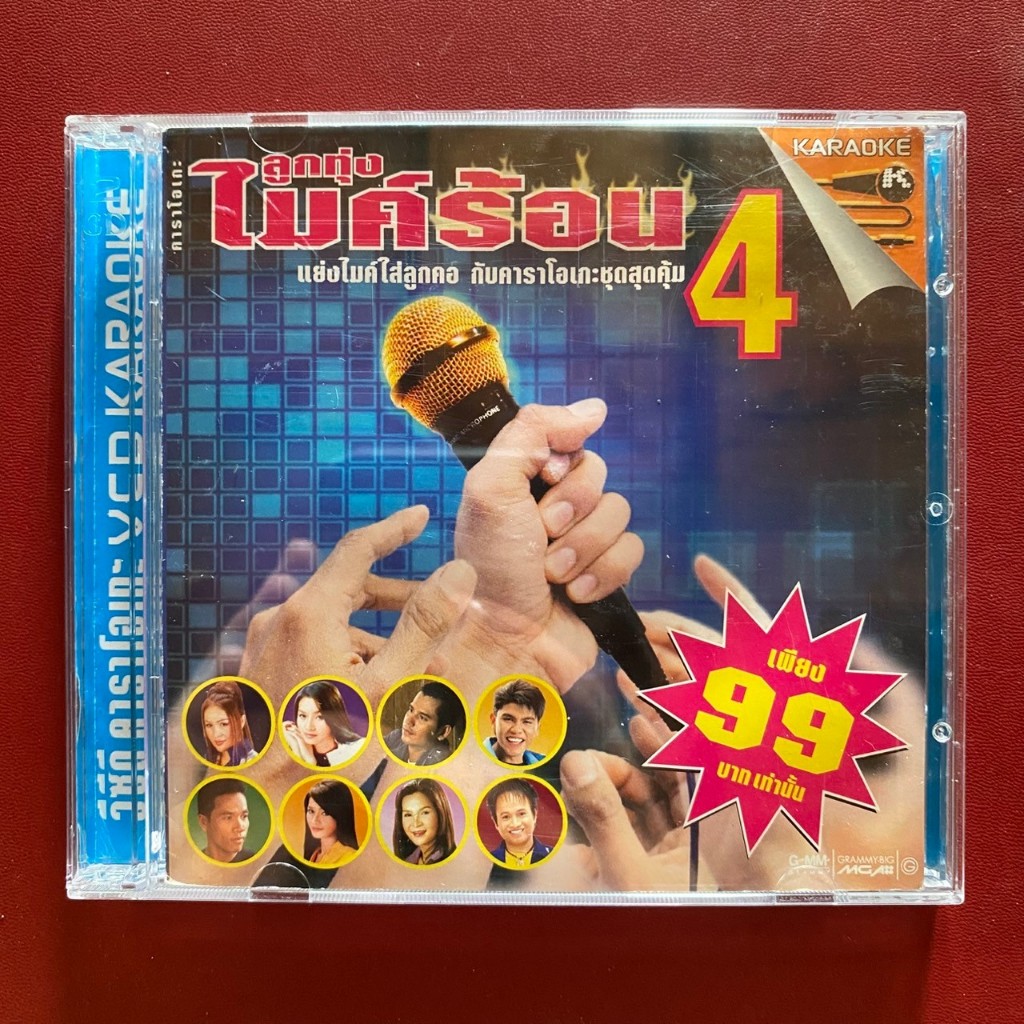 คาราโอเกะ
ลูกทุ่ง
ไมค์ร้อน 4
แย่งไมค์ใส่ลูกคอ กับคาราโอเกะชุดสุดคุ้ม
KARAOKE
MICROPHONE
เพียง
99
บาทเท่านั้น
GRAMMY BIG
MGA
G
วีซีดี คาราโอเกะ VCD KARAOKE